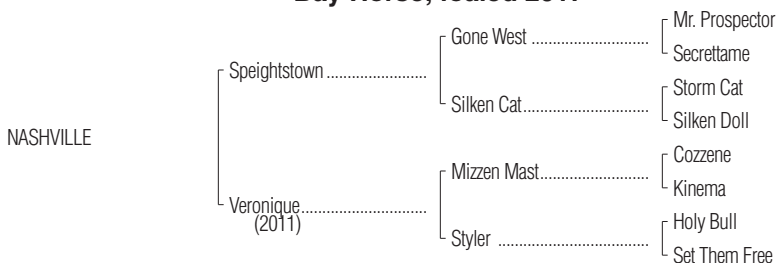 Bay Horse, foaled
Mr. Prospector
Gone West
Secrettame
Speightstown
Storm Cat
Silken Cat
Silken Doll
NASHVILLE
Cozzene
Mizzen Mast
Kinema
Veronique
(2011)
Holy Bull
Styler
Set Them Free